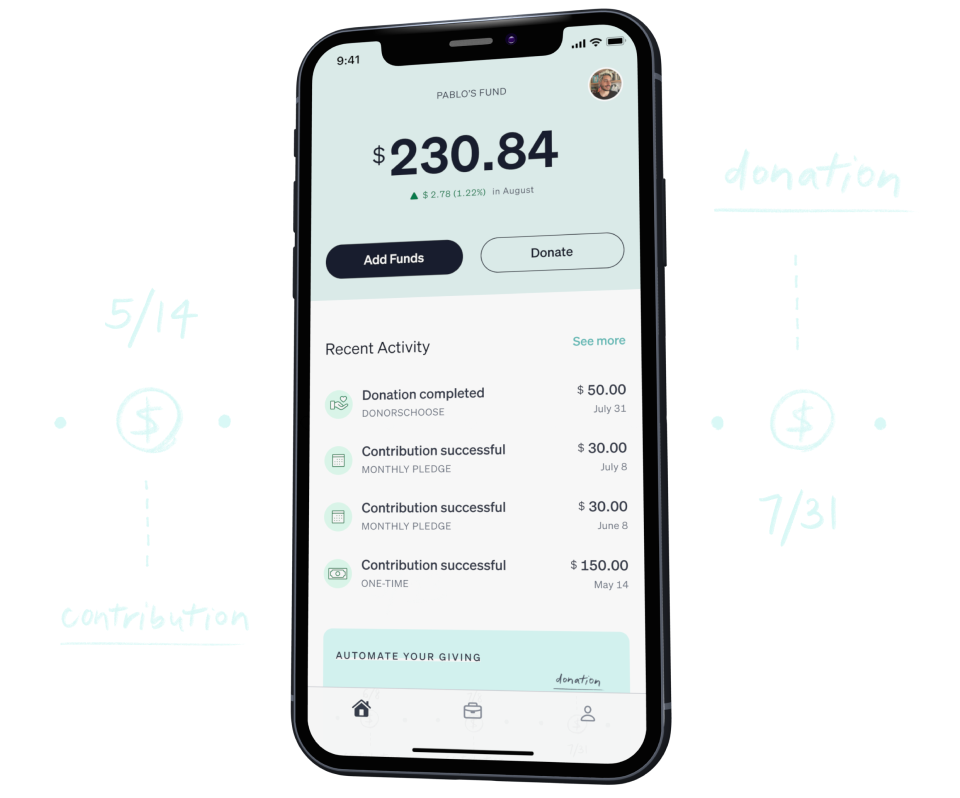 9:41
PABLO'S FUND
$230.84
$ 2.78 (1.22%) in August
Add Funds
Donate
Recent Activity
See more
Donation completed
$ 50.00
DONORSCHOOSE
July 31
Contribution successful
$ 30.00
MONTHLY PLEDGE
July 8
Contribution successful
$ 30.00
MONTHLY PLEDGE
June 8
Contribution successful
$ 150.00
ONE-TIME
May 14
AUTOMATE YOUR GIVING
donation
7/31
5/14
$
contribution
donation
$
7/31